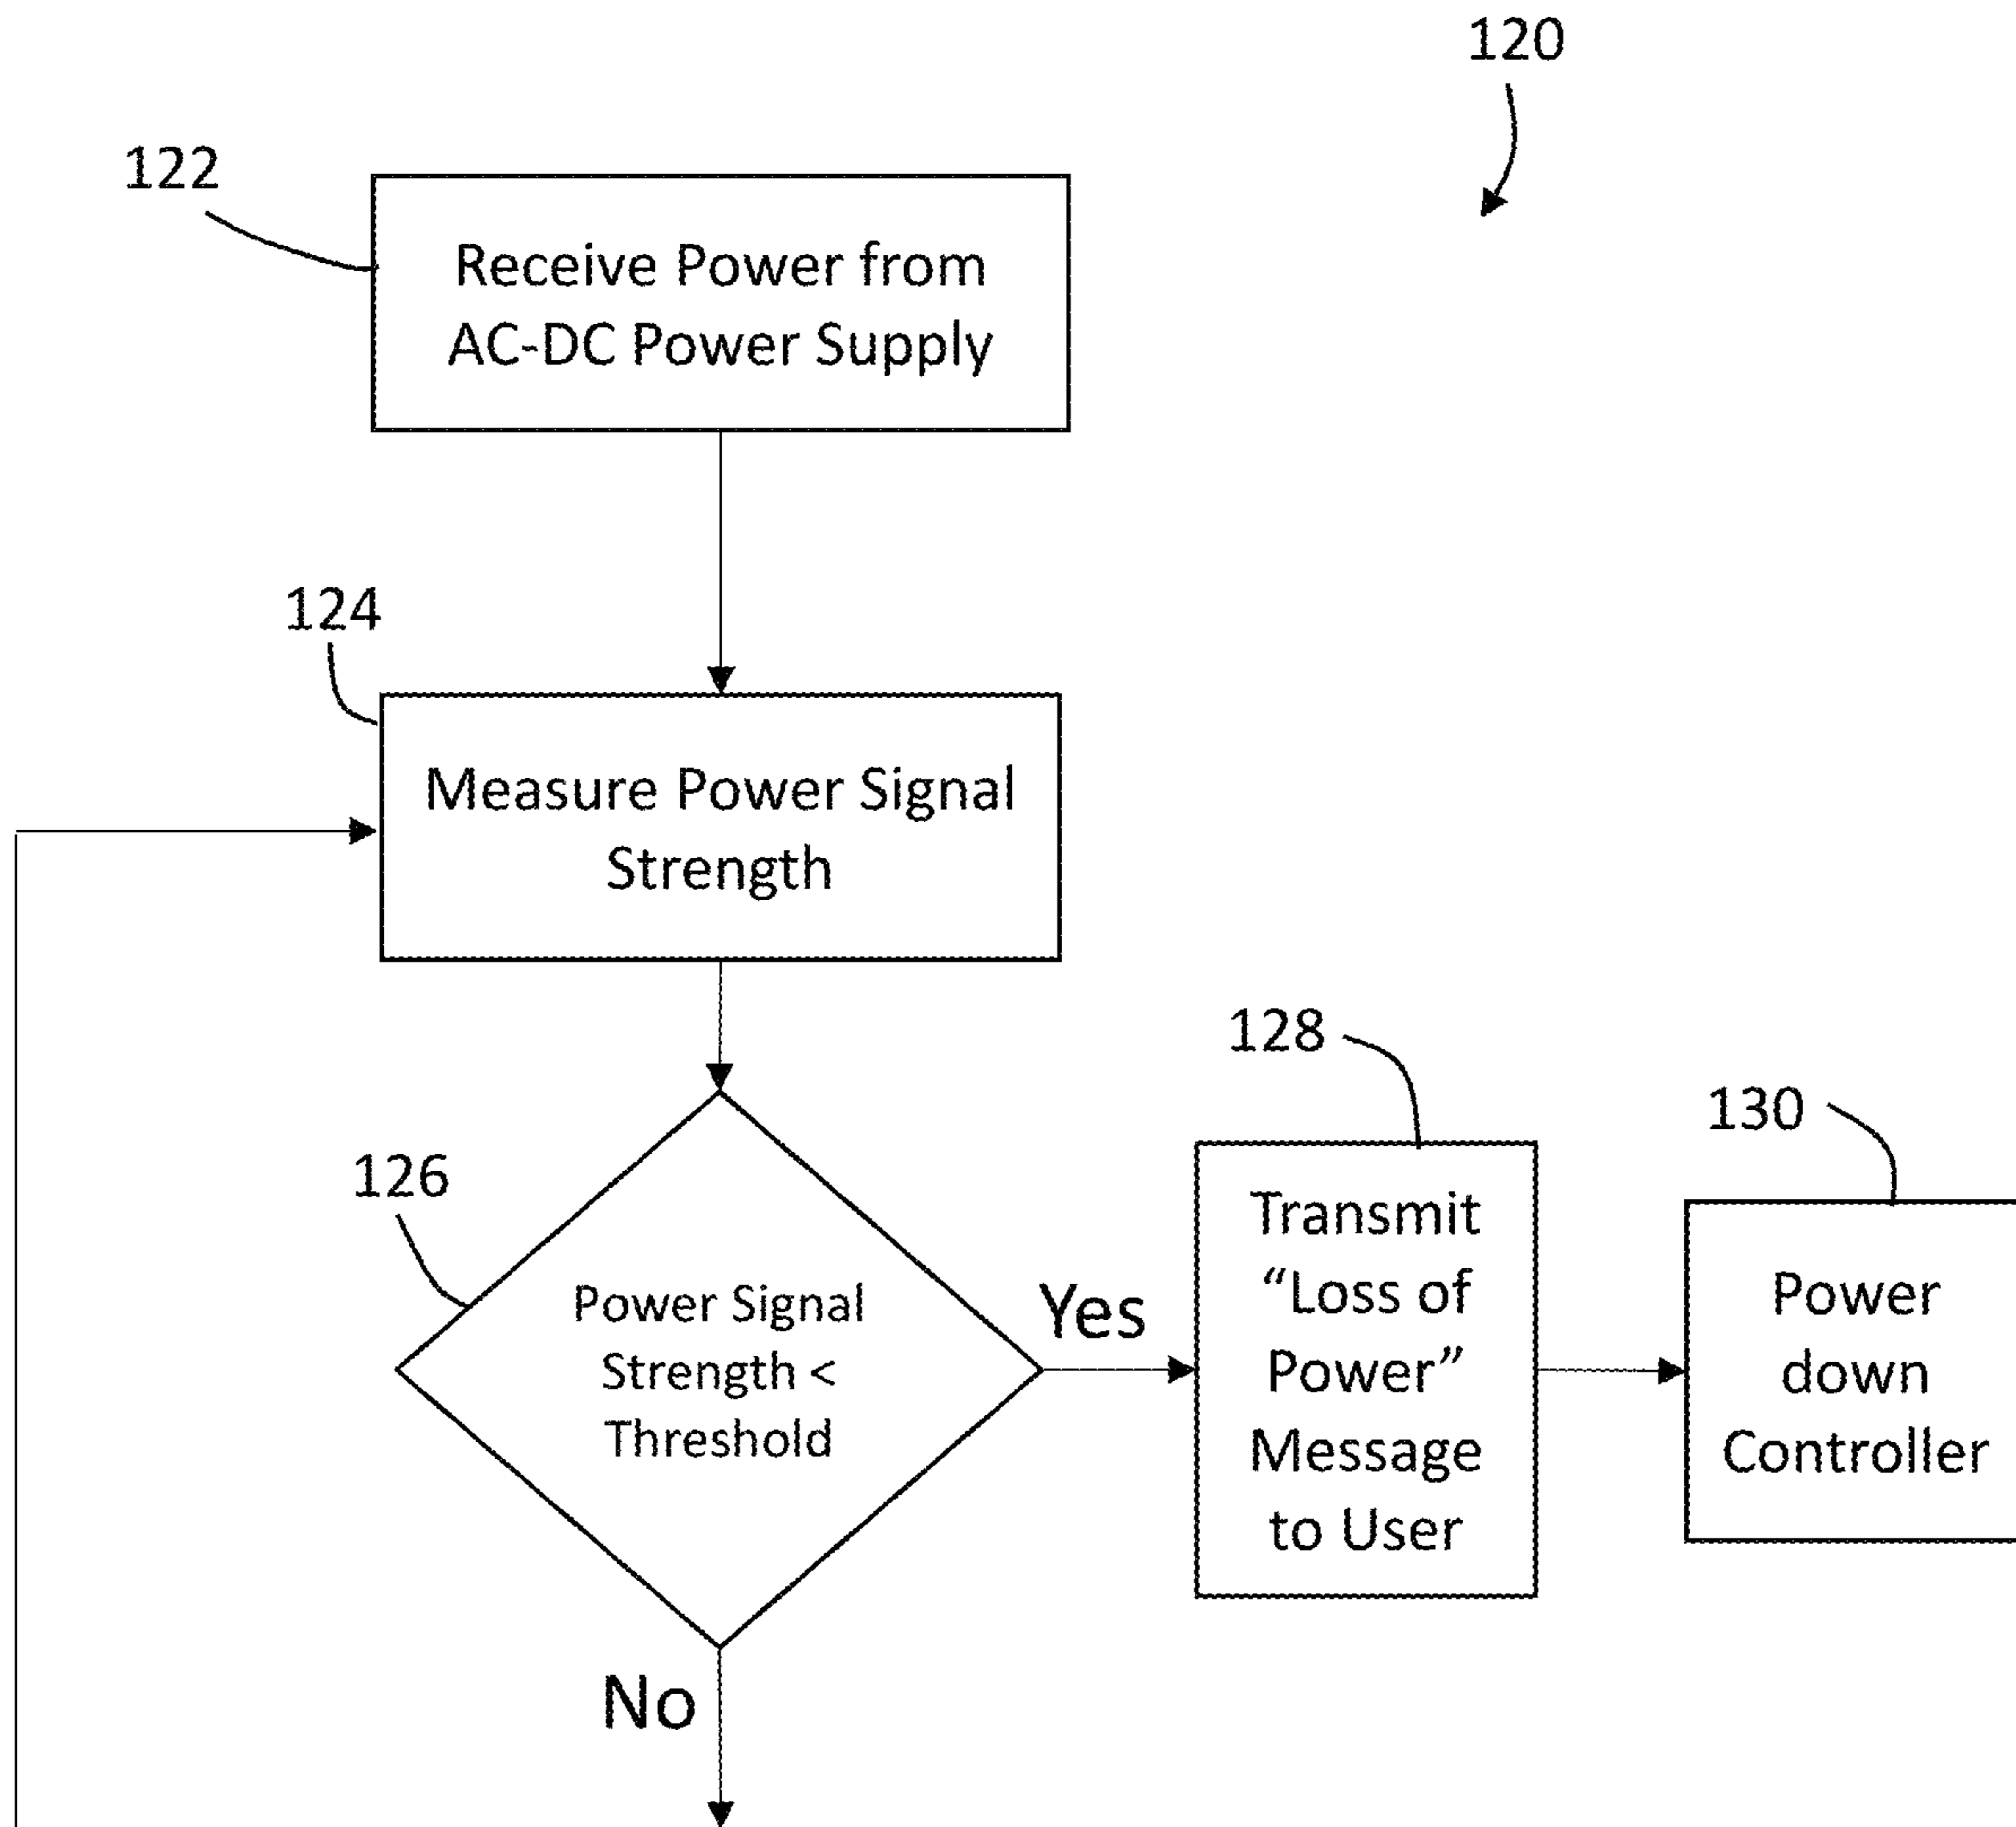 120
122
Receive Power from
AC-DC Power Supply
124
Measure Power Signal
Strength
126
Power Signal
Strength <
Threshold
Yes
No
128
Transmit
“Loss of
Power”
Message
to User
130
Power
down
Controller